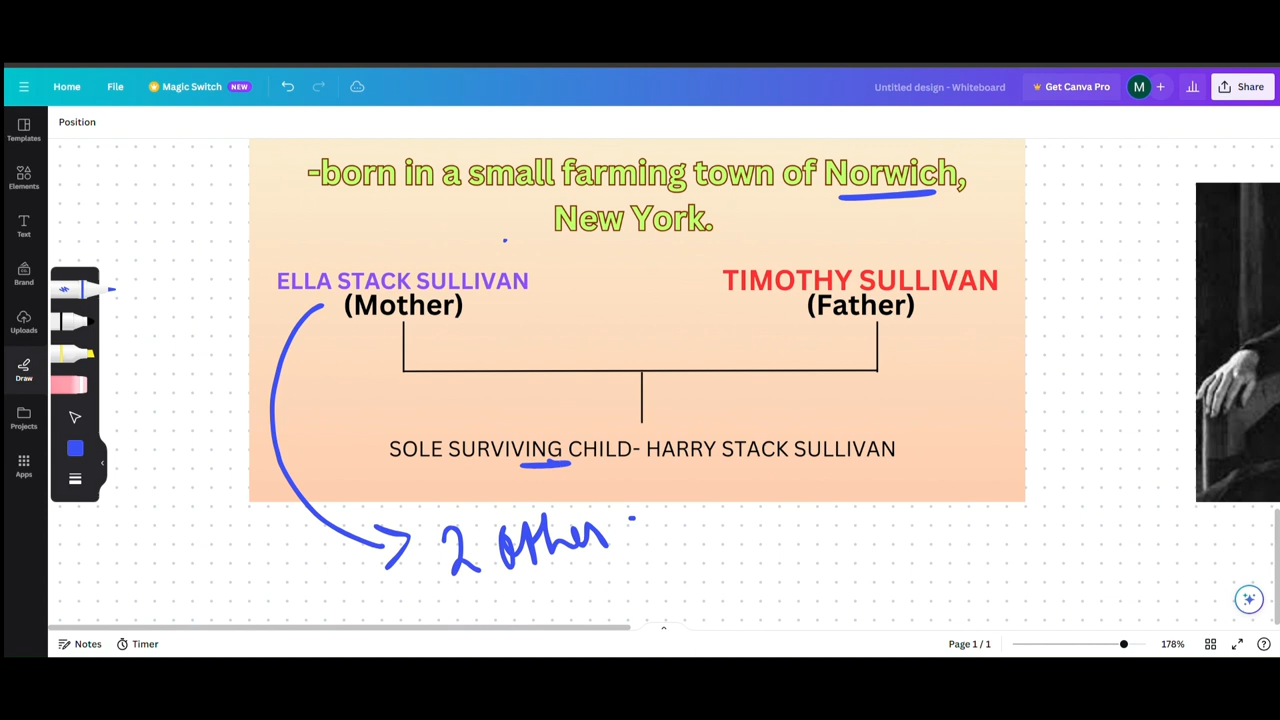 Home File Magic Switch NEW Untitled design - Whiteboard Get Canva Pro M + Share
Position
Templates
Elements
Text
Brand
Uploads
Draw
Projects
Apps
-born in a small farming town of Norwich,
New York.
ELLA STACK SULLIVAN
(Mother)
TIMOTHY SULLIVAN
(Father)
SOLE SURVIVING CHILD- HARRY STACK SULLIVAN
2 other
Notes Timer Page 1 / 1 178%